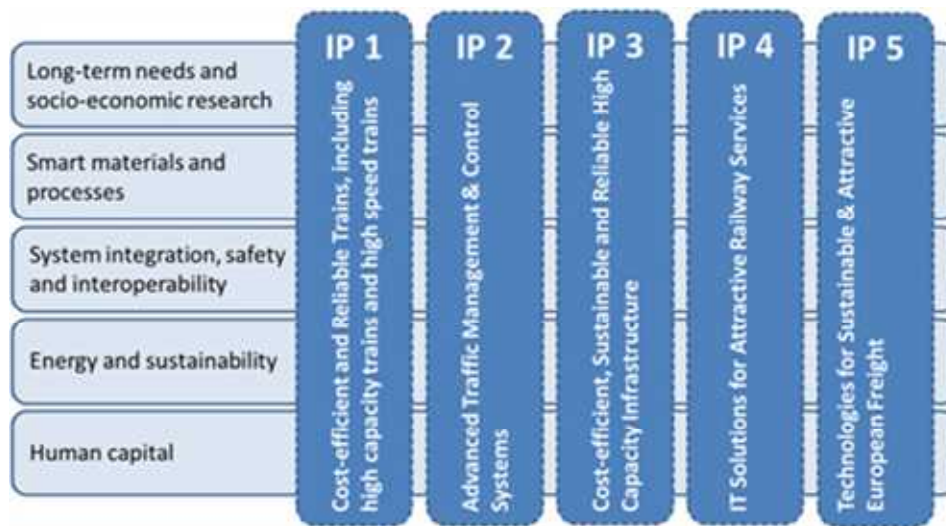 Long-term needs and
socio-economic research
Smart materials and
processes
System integration, safety
and interoperability
Energy and sustainability
Human capital
IP 1
Cost-efficient and Reliable Trains, including
high capacity trains and high speed trains
IP 2
Advanced Traffic Management & Control
Systems
IP 3
Cost-efficient, Sustainable and Reliable High
Capacity Infrastructure
IP 4
IT Solutions for Attractive Railway Services
IP 5
Technologies for Sustainable & Attractive
European Freight